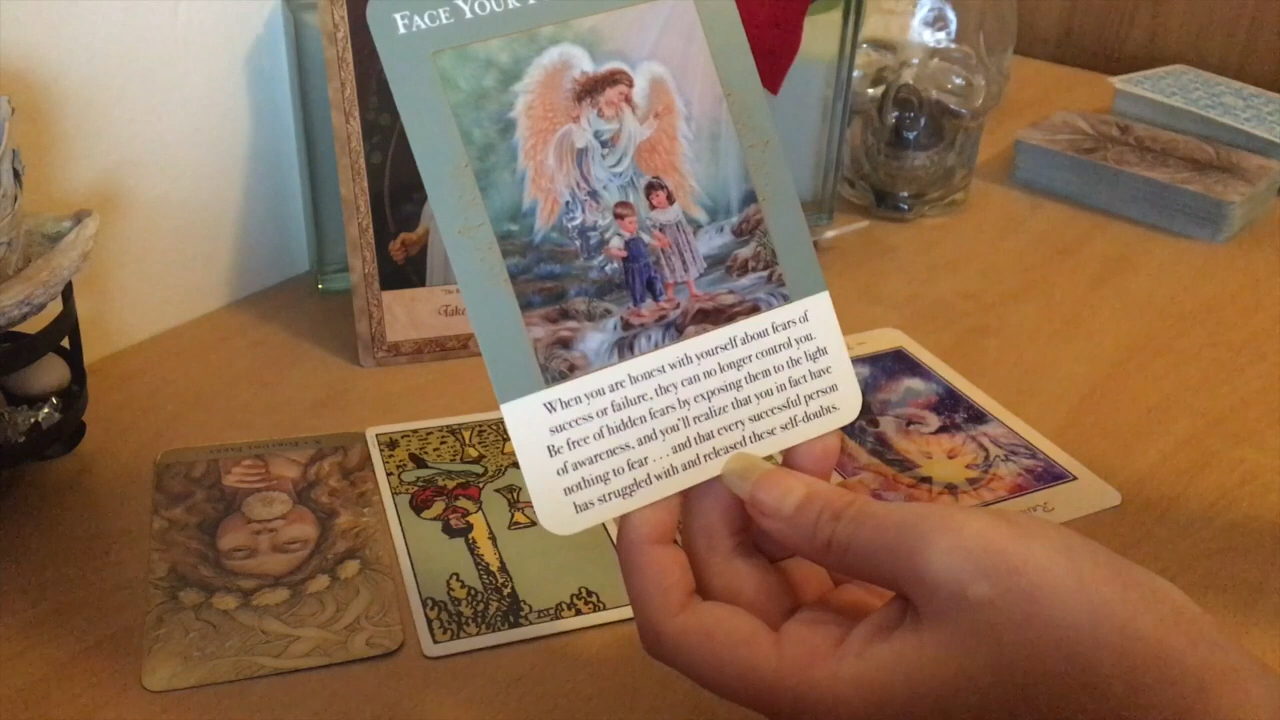 FACE YOUR
When you are honest with yourself about fears of
success or failure, they can no longer control you.
Be free of hidden fears by exposing them to the light
of awareness, and you'll realize that you in fact have
nothing to fear . . . and that every successful person
has struggled with and released these self-doubts.
Take